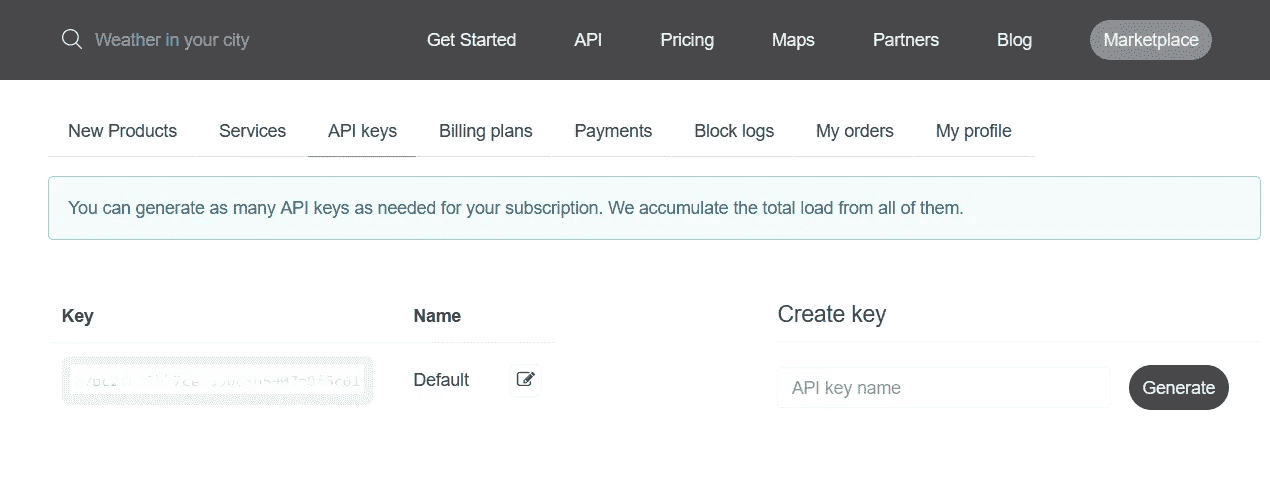 Weather in your city
Get Started API Pricing Maps Partners Blog Marketplace
New Products Services API keys Billing plans Payments Block logs My orders My profile
You can generate as many API keys as needed for your subscription. We accumulate the total load from all of them.
Key Name
Create key
Default
API key name Generate